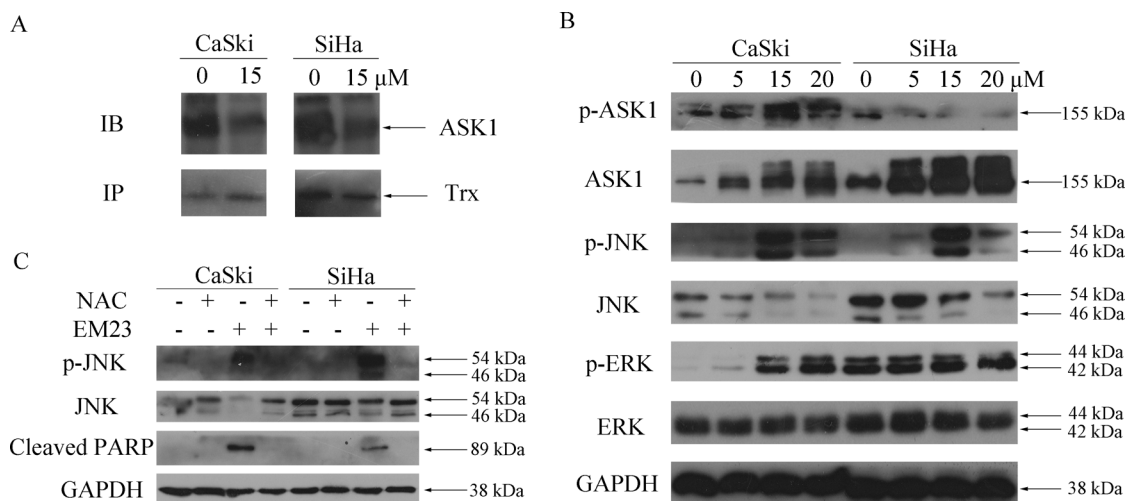 A
CaSki SiHa
0 15 0 15 μM
IB ASK1
IP Trx
B
CaSki SiHa
0 5 15 20 0 5 15 20 μM
p-ASK1 155 kDa
ASK1 155 kDa
p-JNK 54 kDa
46 kDa
JNK 54 kDa
46 kDa
p-ERK 44 kDa
42 kDa
ERK 44 kDa
42 kDa
GAPDH 38 kDa
C
CaSki SiHa
NAC - + - + - + - +
EM23 - - + + - - + +
p-JNK 54 kDa
46 kDa
JNK 54 kDa
46 kDa
Cleaved PARP 89 kDa
GAPDH 38 kDa